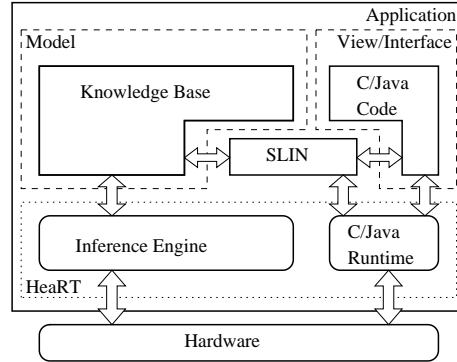 Application
Model
View/Interface
Knowledge Base
C/Java
Code
SLIN
Inference Engine
C/Java
Runtime
HeaRT
Hardware